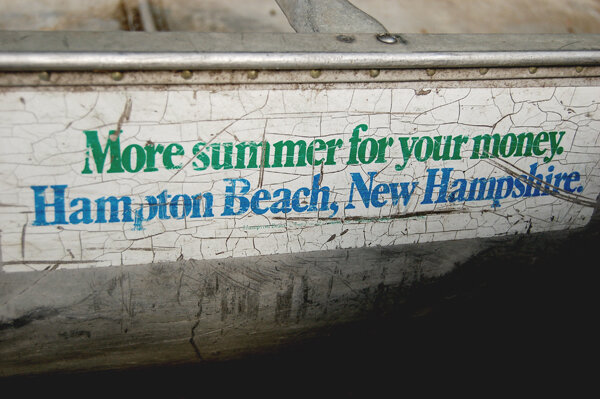 More summer for your money.
Hampton Beach, New Hampshire.